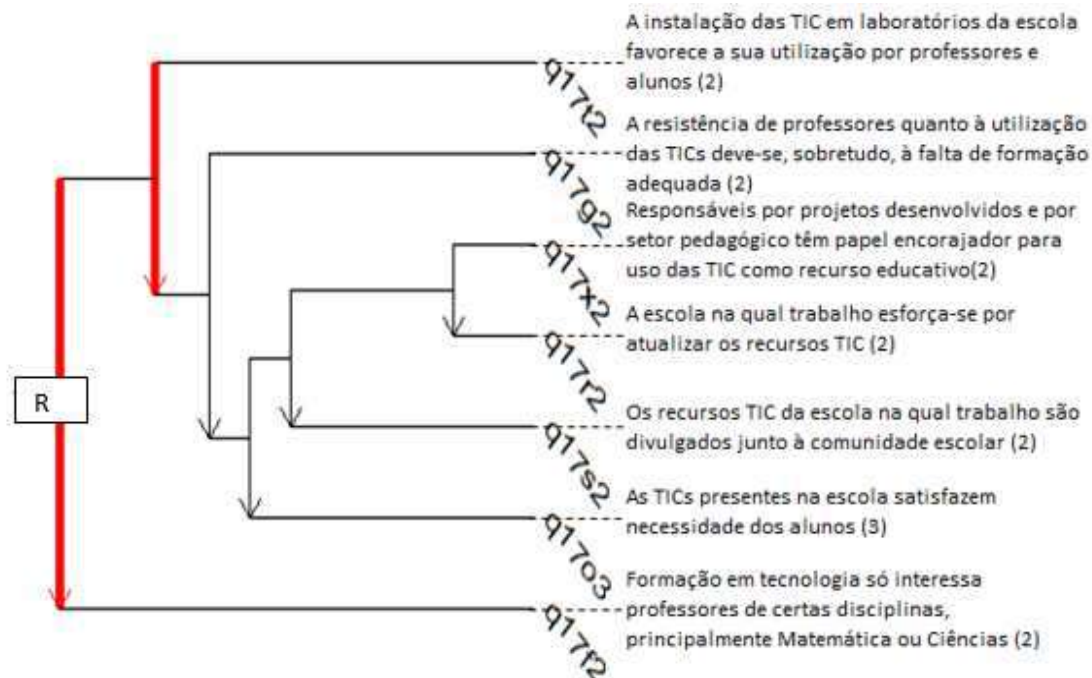 A instalação das TIC em laboratórios da escola
favorece a sua utilização por professores e
alunos (2)
q17t2
A resistência de professores quanto à utilização
das TICs deve-se, sobretudo, à falta de formação
adequada (2)
q17g2
Responsáveis por projetos desenvolvidos e por
setor pedagógico têm papel encorajador para
uso das TIC como recurso educativo(2)
q17x2
A escola na qual trabalho esforça-se por
atualizar os recursos TIC (2)
q17r2
R
Os recursos TIC da escola na qual trabalho são
divulgados junto à comunidade escolar (2)
q17s2
As TICs presentes na escola satisfazem
necessidade dos alunos (3)
q17o3
Formação em tecnologia só interessa
professores de certas disciplinas,
principalmente Matemática ou Ciências (2)
q17f2